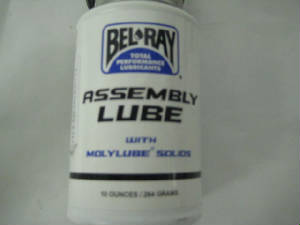 BEL-RAY
TOTAL
PERFORMANCE
LUBRICANTS
ASSEMBLY
LUBE
WITH
MOLYLUBE® SOLIDS
10 OUNCES / 284 GRAMS